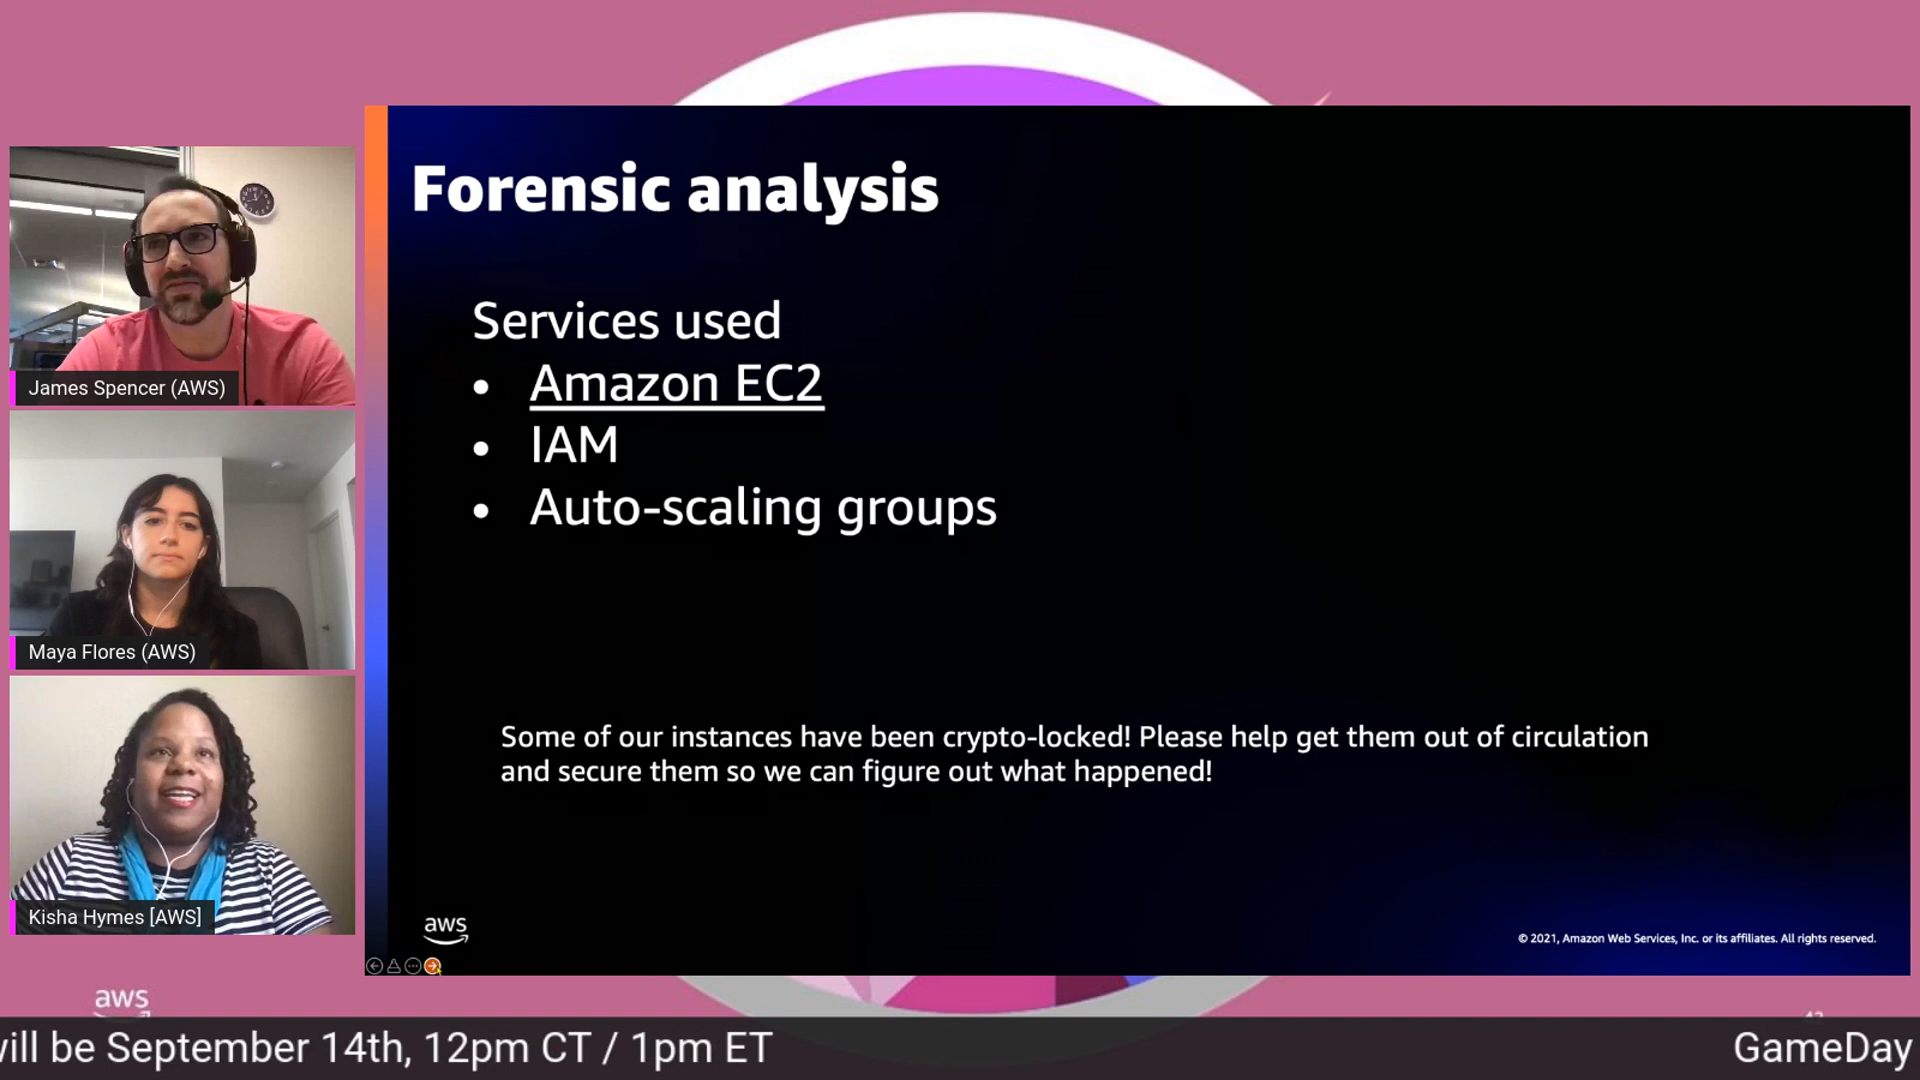 Forensic analysis
Services used
• Amazon EC2
• IAM
• Auto-scaling groups
Some of our instances have been crypto-locked! Please help get them out of circulation
and secure them so we can figure out what happened!
aws
© 2021, Amazon Web Services, Inc. or its affiliates. All rights reserved.
James Spencer (AWS)
Maya Flores (AWS)
Kisha Hymes [AWS]
aws
will be September 14th, 12pm CT / 1pm ET
GameDay